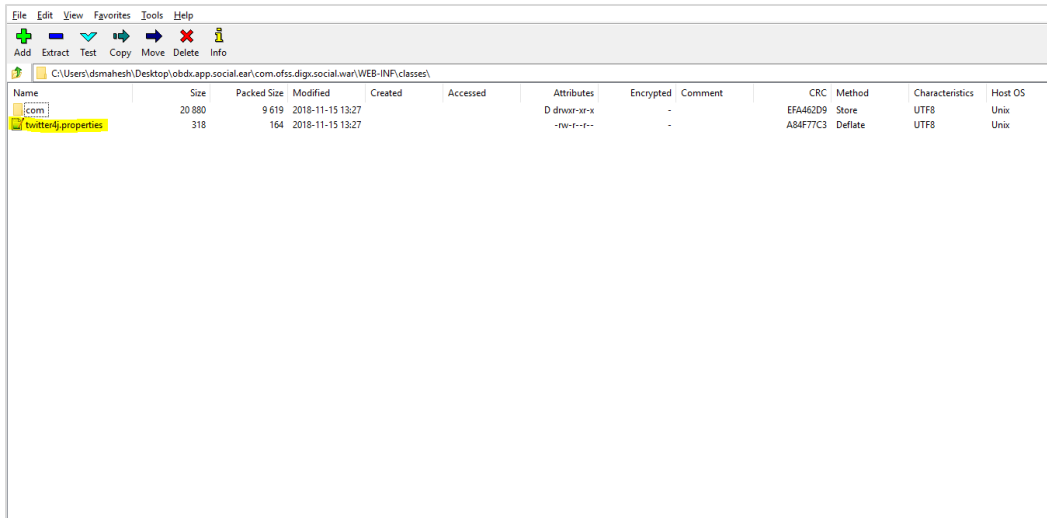 File Edit View Favorites Tools Help
Add Extract Test Copy Move Delete Info
C:\Users\dsmahesh\Desktop\obdx.app.social.ear\com.ofss.digx.social.war\WEB-INF\classes\
Name Size Packed Size Modified Created Accessed Attributes Encrypted Comment CRC Method Characteristics Host OS
com 20 880 9 619 2018-11-15 13:27 D drwxr-xr-x - EFA462D9 Store UTF8 Unix
twitter4j.properties 318 164 2018-11-15 13:27 -rw-r--r-- - A84F77C3 Deflate UTF8 Unix